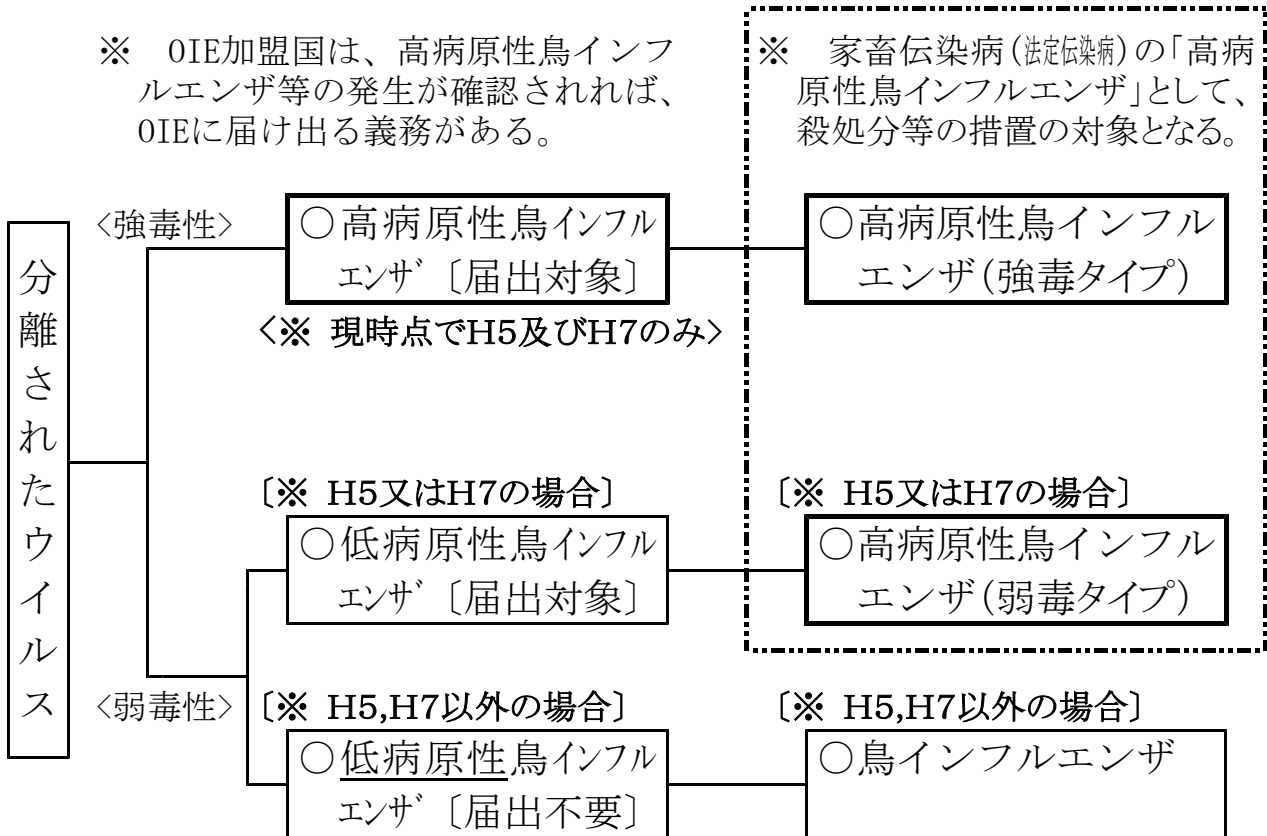 ※ OIE加盟国は、高病原性鳥インフ
ルエンザ等の発生が確認されれば、
OIEに届け出る義務がある。
※ 家畜伝染病(法定伝染病)の「高病
原性鳥インフルエンザ」として、
殺処分等の措置の対象となる。
分離されたウイルス
<強毒性>
○高病原性鳥インフル
エンザ〔届出対象〕
<※ 現時点でH5及びH7のみ>
○高病原性鳥インフル
エンザ(強毒タイプ)
〔※ H5又はH7の場合〕
○低病原性鳥インフル
エンザ〔届出対象〕
〔※ H5又はH7の場合〕
○高病原性鳥インフル
エンザ(弱毒タイプ)
<弱毒性>
〔※ H5,H7以外の場合〕
○低病原性鳥インフル
エンザ〔届出不要〕
〔※ H5,H7以外の場合〕
○鳥インフルエンザ